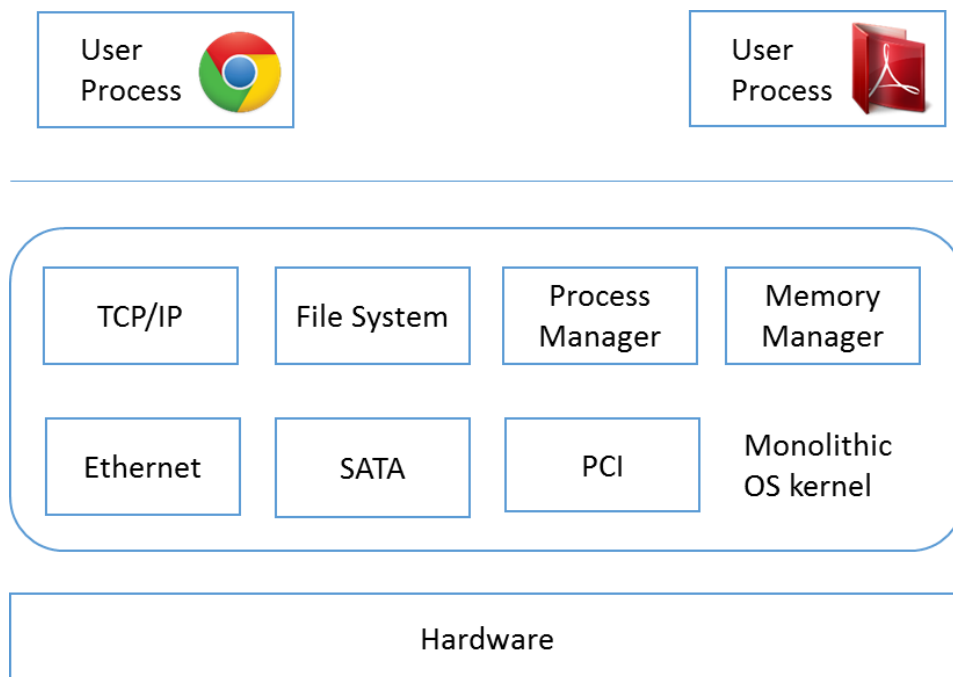 User
Process
User
Process
TCP/IP
File System
Process
Manager
Memory
Manager
Ethernet
SATA
PCI
Monolithic
OS kernel
Hardware